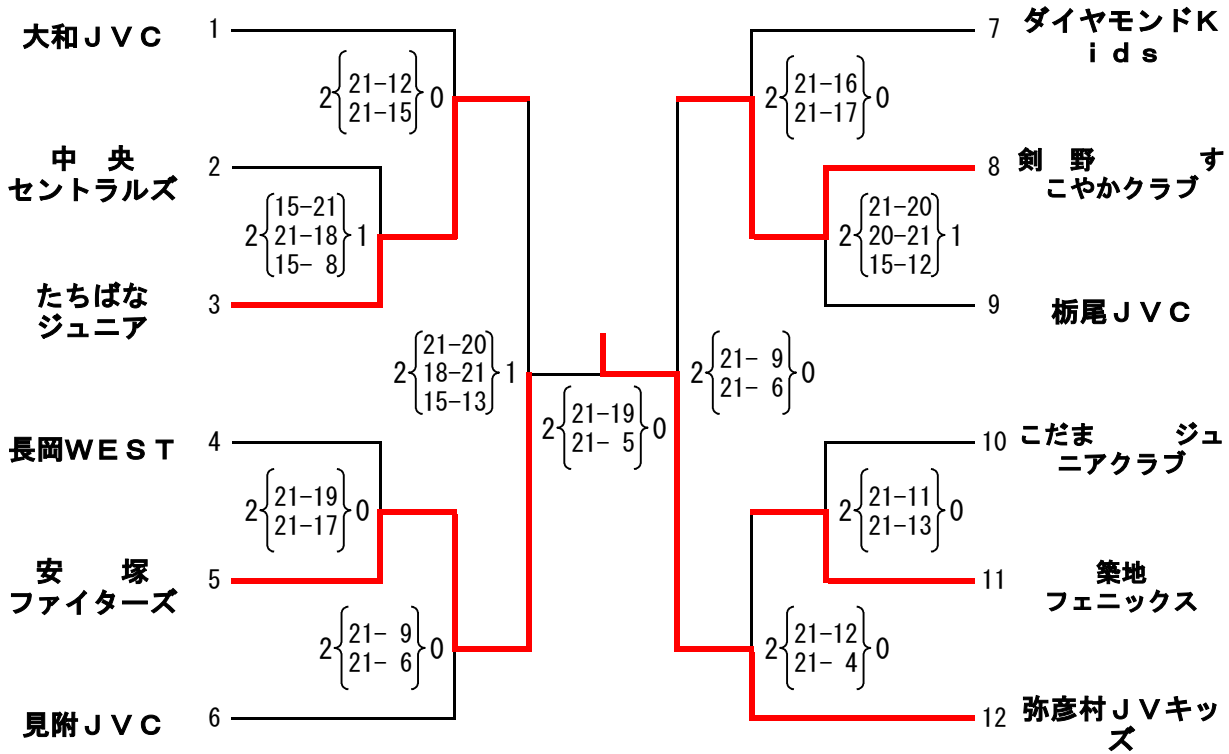 大和ＪＶＣ
1
2 21-12 0
21-15
中　央
セントラルズ
2
15-21
2 21-18 1
15- 8
たちばな
ジュニア
3
21-20
2 18-21 1
15-13
長岡ＷＥＳＴ
4
2 21-19 0
21-17
安　　塚
ファイターズ
5
2 21- 9 0
21- 6
見附ＪＶＣ
6
2 21-19 0
21- 5
7
ダイヤモンドＫ
ｉｄｓ
2 21-16 0
21-17
8
剣　野　　　　す
こやかクラブ
21-20
2 20-21 1
15-12
9
栃尾ＪＶＣ
2 21- 9 0
21- 6
10
こだま　　　ジュ
ニアクラブ
2 21-11 0
21-13
11
築地
フェニックス
2 21-12 0
21- 4
12
弥彦村ＪＶキッ
ズ